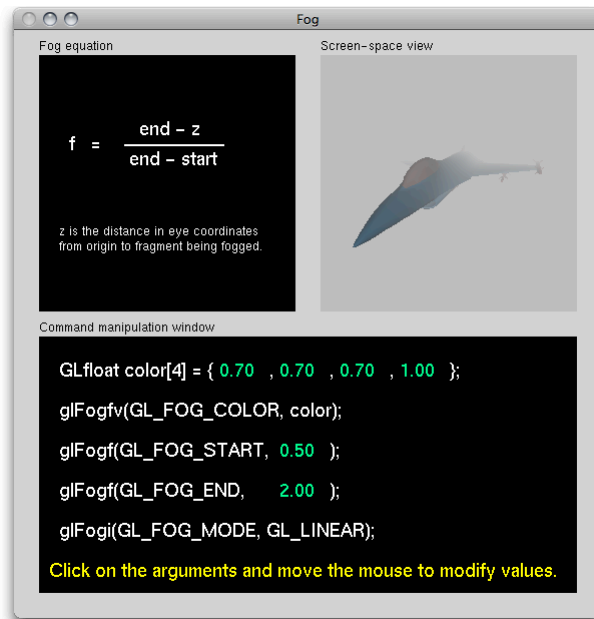 Fog
Fog equation
Screen-space view
f = end - z
end - start
z is the distance in eye coordinates
from origin to fragment being fogged.
Command manipulation window
GLfloat color[4] = { 0.70 , 0.70 , 0.70 , 1.00 };
glFogfv(GL_FOG_COLOR, color);
glFogf(GL_FOG_START, 0.50 );
glFogf(GL_FOG_END, 2.00 );
glFogi(GL_FOG_MODE, GL_LINEAR);
Click on the arguments and move the mouse to modify values.